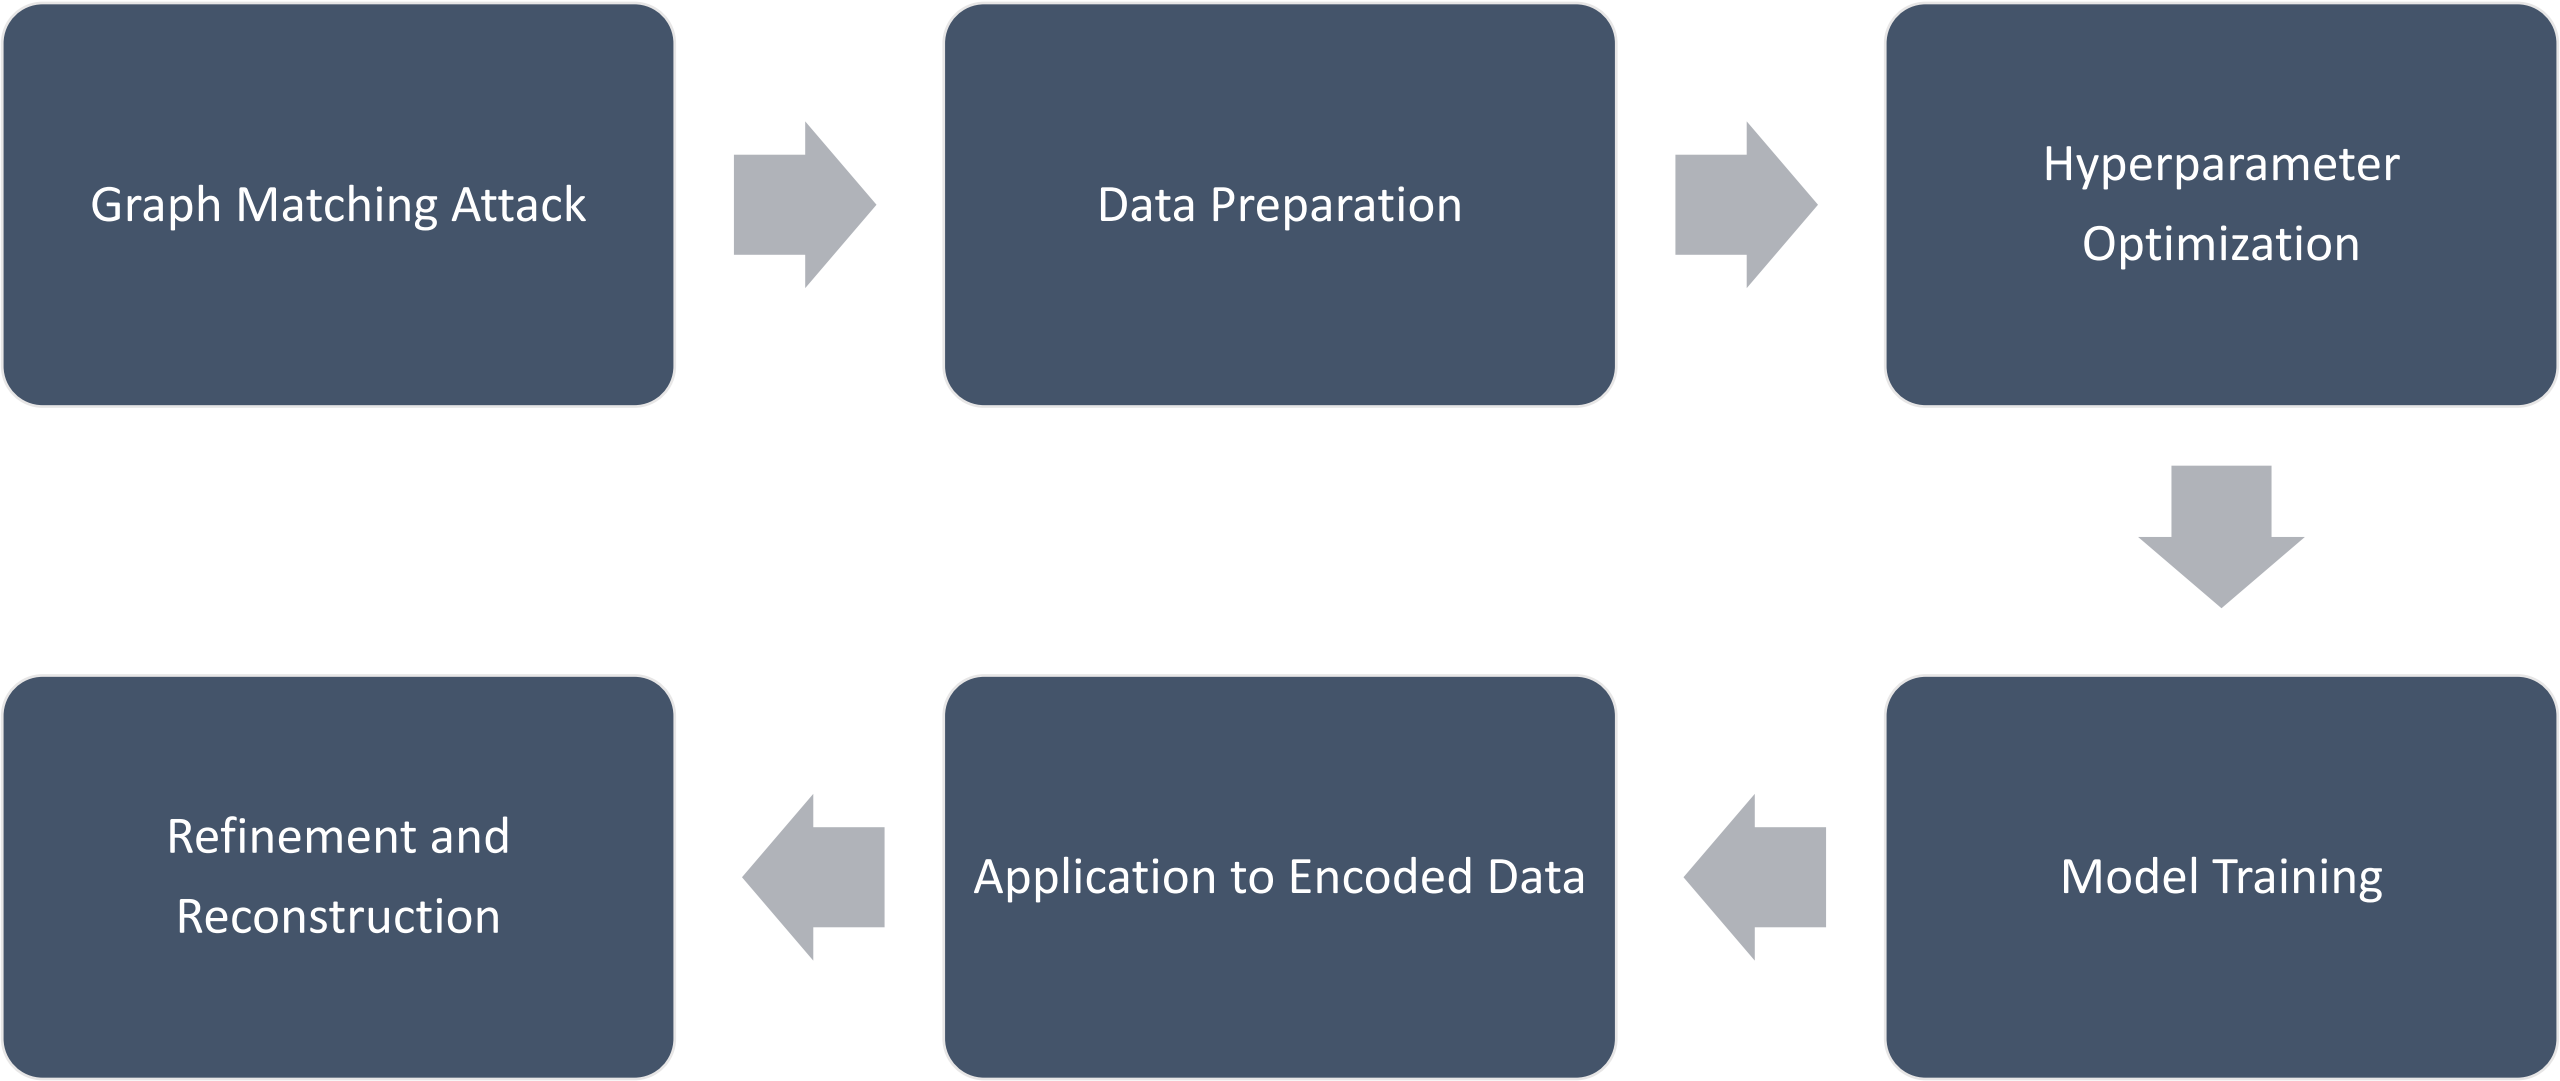 Graph Matching Attack
Data Preparation
Hyperparameter
Optimization
Model Training
Application to Encoded Data
Refinement and
Reconstruction